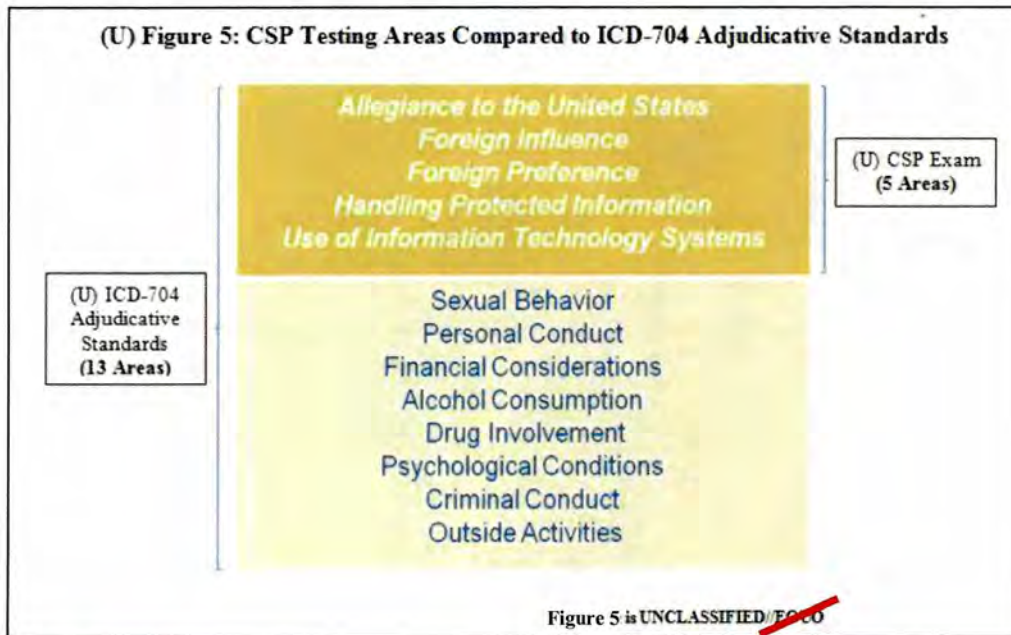 (U) Figure 5: CSP Testing Areas Compared to ICD-704 Adjudicative Standards
Allegiance to the United States
Foreign Influence
Foreign Preference
Handling Protected Information
Use of Information Technology Systems
(U) CSP Exam
(5 Areas)
(U) ICD-704
Adjudicative
Standards
(13 Areas)
Sexual Behavior
Personal Conduct
Financial Considerations
Alcohol Consumption
Drug Involvement
Psychological Conditions
Criminal Conduct
Outside Activities
Figure 5 is UNCLASSIFIED//FOUO